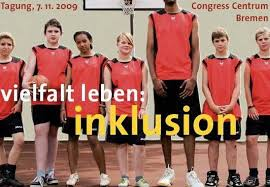 Tagung, 7. 11. 2009
Congress Centrum
Bremen
vielfalt leben:
inklusion